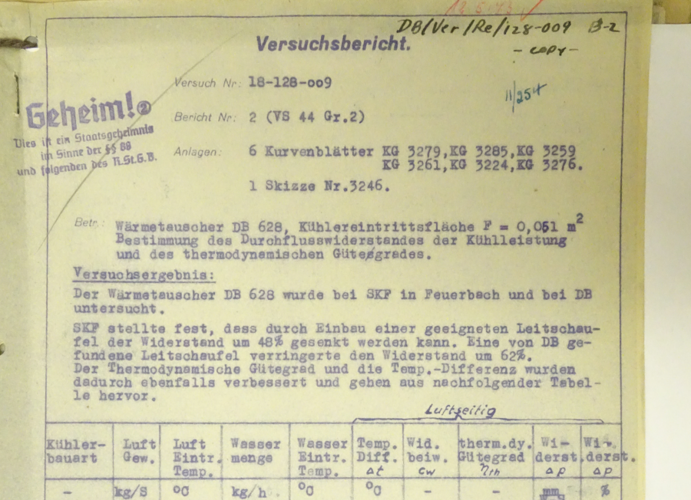 DB/Ver/Re/128-009 B-2
- copy -
Versuchsbericht.
Versuch Nr: 18-128-009
11/254
Geheim!
Dies ist ein Staatsgeheimnis
im Sinne der §§ 88
und folgenden des R.St.G.B.
Bericht Nr: 2 (VS 44 Gr.2)
Anlagen: 6 Kurvenblätter KG 3279,KG 3285,KG 3259
KG 3261,KG 3224,KG 3276.
1 Skizze Nr.3246.
Betr.: Wärmetauscher DB 628, Kühlereintrittsfläche F = 0,051 m2
Bestimmung des Durchflusswiderstandes der Kühlleistung
und des thermodynamischen Gütegrades.
Versuchsergebnis:
Der Wärmetauscher DB 628 wurde bei SKF in Feuerbach und bei DB
untersucht.
SKF stellte fest, dass durch Einbau einer geeigneten Leitschau-
fel der Widerstand um 48% gesenkt werden kann. Eine von DB ge-
fundene Leitschaufel verringerte den Widerstand um 62%.
Der Thermodynamische Gütegrad und die Temp.-Differenz wurden
dadurch ebenfalls verbessert und gehen aus nachfolgender Tabel-
le hervor.
Luftseitig
Kühler- Luft Luft Wasser Wasser Temp. Wid. therm.dy. Wi- Wi-
bauart Gew. Eintr. menge Eintr. Diff. beiw. Gütegrad derst. derst.
Temp. Temp. Δt cw ηth Δp Δp
- kg/S °C kg/h °C °C - - mm %